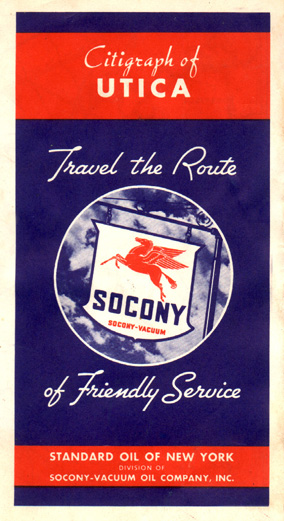 Citigraph of
UTICA
Travel the Route
SOCONY
SOCONY-VACUUM
of Friendly Service
STANDARD OIL OF NEW YORK
DIVISION OF
SOCONY-VACUUM OIL COMPANY, INC.